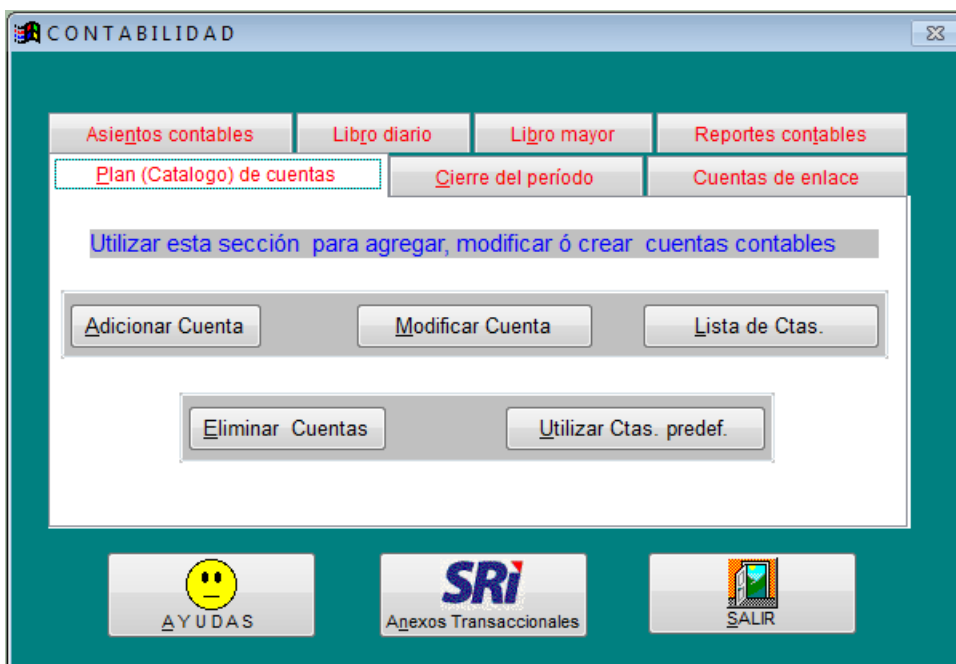 CONTABILIDAD
Asientos contables Libro diario Libro mayor Reportes contables
Plan (Catalogo) de cuentas Cierre del período Cuentas de enlace
Utilizar esta sección para agregar, modificar ó crear cuentas contables
Adicionar Cuenta Modificar Cuenta Lista de Ctas.
Eliminar Cuentas Utilizar Ctas. predef.
SRi
AYUDAS Anexos Transaccionales SALIR